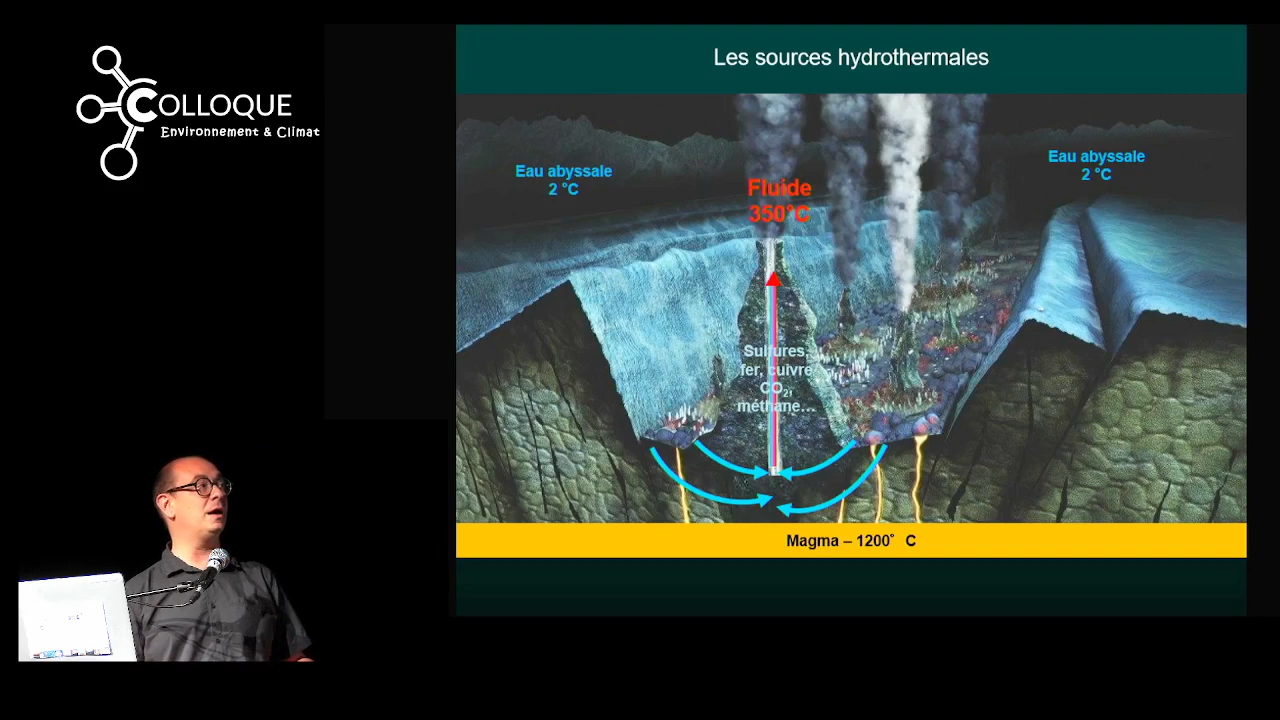 COLLOQUE
Environnement & Climat
Les sources hydrothermales
Eau abyssale
2 °C
Fluide
350°C
Eau abyssale
2 °C
Sulfures,
fer, cuivre
CO₂,
méthane…
Magma – 1200° C